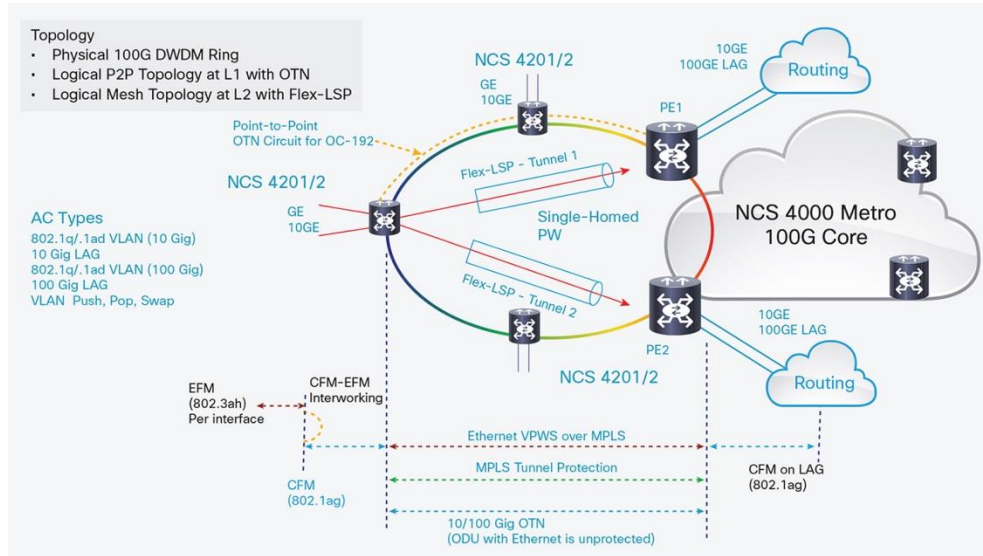 Topology
• Physical 100G DWDM Ring
• Logical P2P Topology at L1 with OTN
• Logical Mesh Topology at L2 with Flex-LSP
NCS 4201/2
GE
10GE
10GE
100GE LAG
Routing
PE1
Point-to-Point
OTN Circuit for OC-192
Flex-LSP - Tunnel 1
NCS 4201/2
GE
10GE
Single-Homed
PW
NCS 4000 Metro
100G Core
AC Types
802.1q/.1ad VLAN (10 Gig)
10 Gig LAG
802.1q/.1ad VLAN (100 Gig)
100 Gig LAG
VLAN Push, Pop, Swap
Flex-LSP - Tunnel 2
10GE
100GE LAG
PE2
NCS 4201/2
Routing
EFM
(802.3ah)
Per interface
CFM-EFM
Interworking
Ethernet VPWS over MPLS
MPLS Tunnel Protection
CFM
(802.1ag)
CFM on LAG
(802.1ag)
10/100 Gig OTN
(ODU with Ethernet is unprotected)